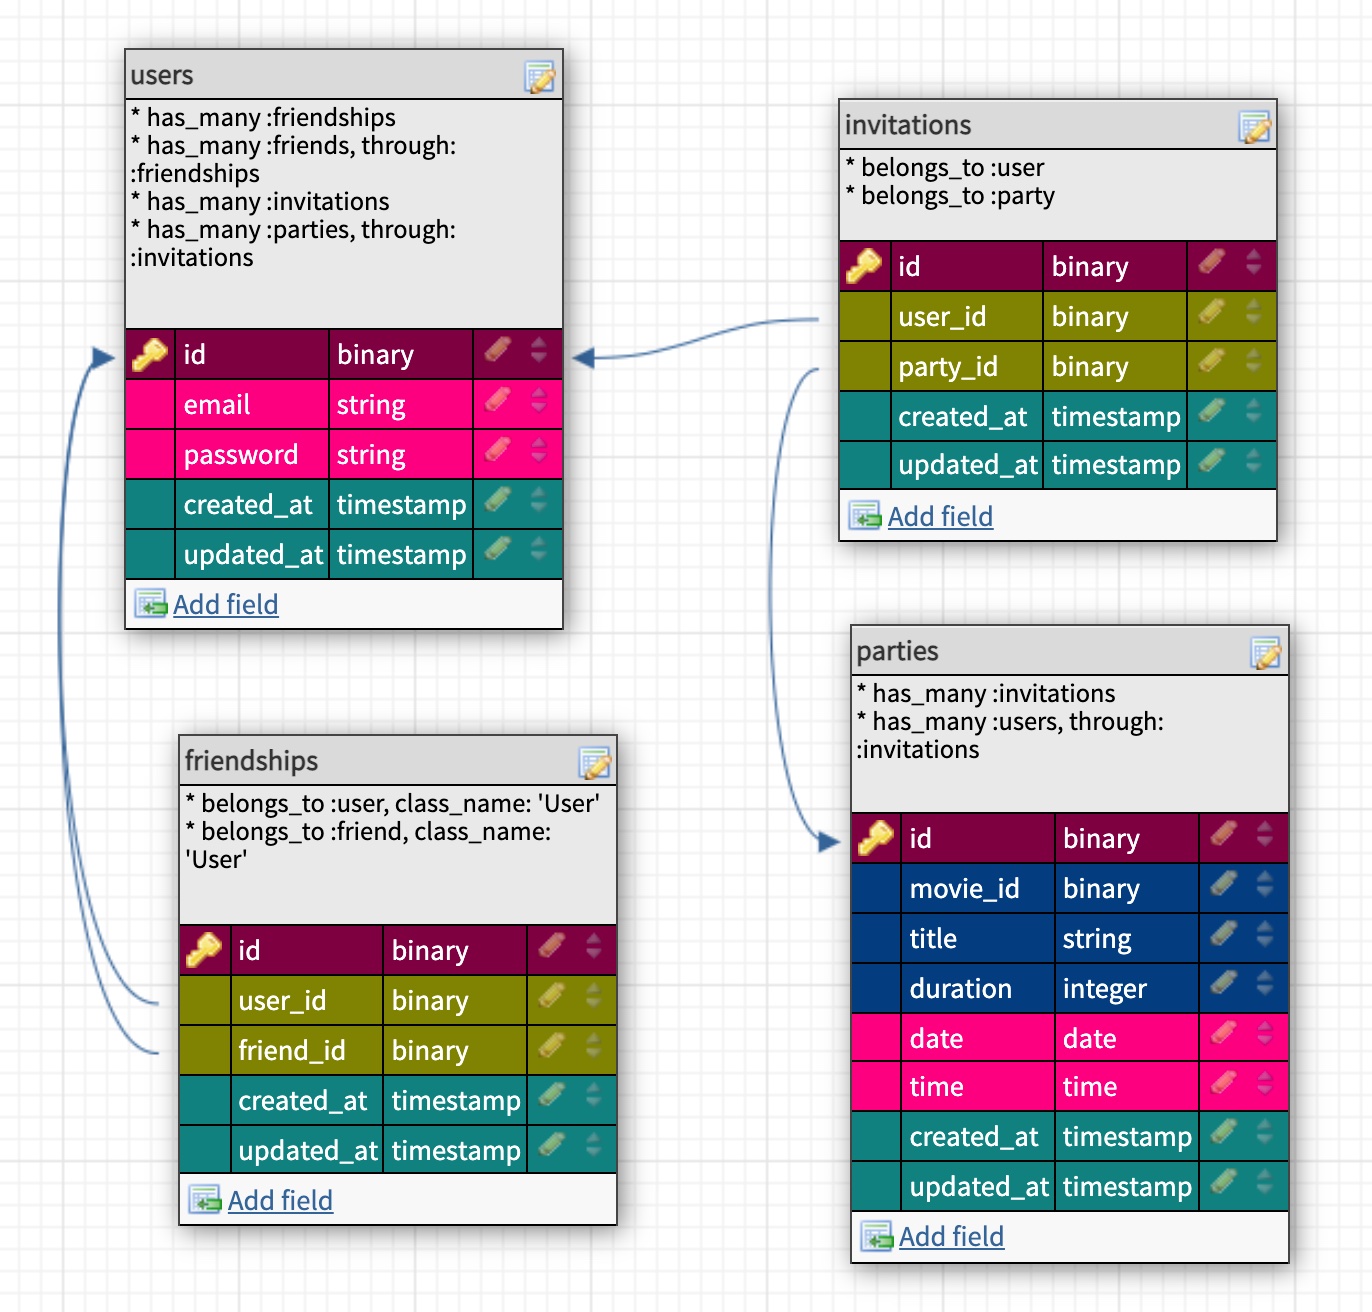 users
* has_many :friendships
* has_many :friends, through:
:friendships
* has_many :invitations
* has_many :parties, through:
:invitations
id binary
email string
password string
created_at timestamp
updated_at timestamp
Add field
invitations
* belongs_to :user
* belongs_to :party
id binary
user_id binary
party_id binary
created_at timestamp
updated_at timestamp
Add field
friendships
* belongs_to :user, class_name: 'User'
* belongs_to :friend, class_name:
'User'
id binary
user_id binary
friend_id binary
created_at timestamp
updated_at timestamp
Add field
parties
* has_many :invitations
* has_many :users, through:
:invitations
id binary
movie_id binary
title string
duration integer
date date
time time
created_at timestamp
updated_at timestamp
Add field